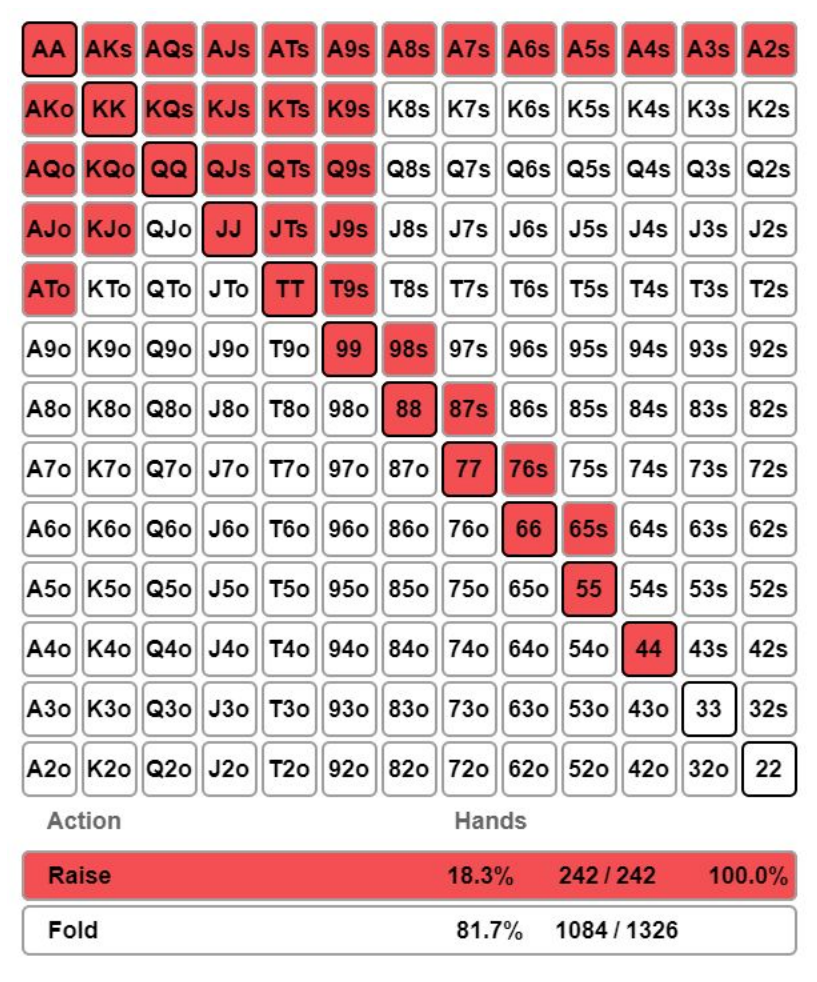 AA AKs AQs AJs ATs A9s A8s A7s A6s A5s A4s A3s A2s
AKo KK KQs KJs KTs K9s K8s K7s K6s K5s K4s K3s K2s
AQo KQo QQ QJs QTs Q9s Q8s Q7s Q6s Q5s Q4s Q3s Q2s
AJo KJo QJo JJ JTs J9s J8s J7s J6s J5s J4s J3s J2s
ATo KTo QTo JTo TT T9s T8s T7s T6s T5s T4s T3s T2s
A9o K9o Q9o J9o T9o 99 98s 97s 96s 95s 94s 93s 92s
A8o K8o Q8o J8o T8o 98o 88 87s 86s 85s 84s 83s 82s
A7o K7o Q7o J7o T7o 97o 87o 77 76s 75s 74s 73s 72s
A6o K6o Q6o J6o T6o 96o 86o 76o 66 65s 64s 63s 62s
A5o K5o Q5o J5o T5o 95o 85o 75o 65o 55 54s 53s 52s
A4o K4o Q4o J4o T4o 94o 84o 74o 64o 54o 44 43s 42s
A3o K3o Q3o J3o T3o 93o 83o 73o 63o 53o 43o 33 32s
A2o K2o Q2o J2o T2o 92o 82o 72o 62o 52o 42o 32o 22
Action Hands
Raise 18.3% 242 / 242 100.0%
Fold 81.7% 1084 / 1326